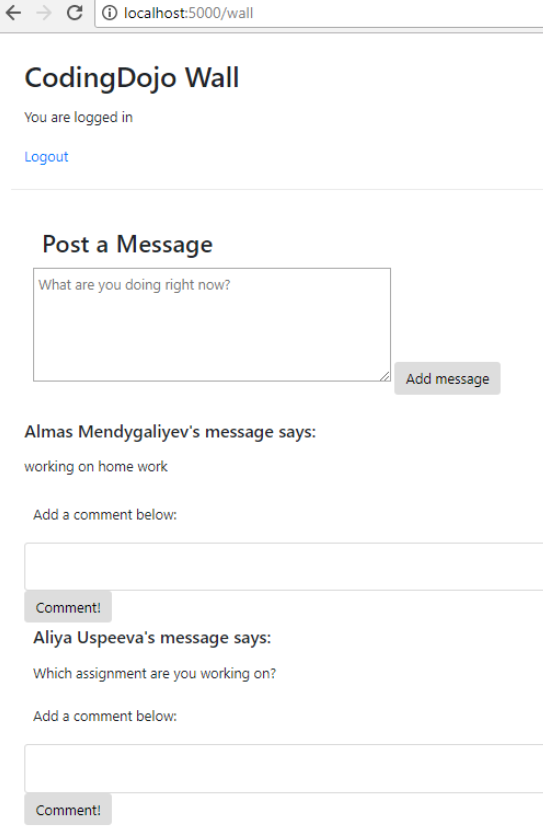 localhost:5000/wall
CodingDojo Wall
You are logged in
Logout
Post a Message
What are you doing right now?
Add message
Almas Mendygaliyev's message says:
working on home work
Add a comment below:
Comment!
Aliya Uspeeva's message says:
Which assignment are you working on?
Add a comment below:
Comment!